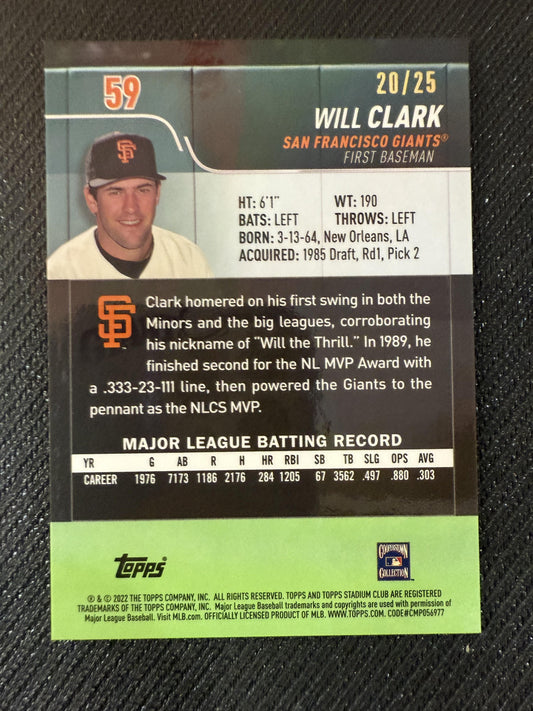 59
20/25
WILL CLARK
SAN FRANCISCO GIANTS®
FIRST BASEMAN
SF
HT: 6'1" WT: 190
BATS: LEFT THROWS: LEFT
BORN: 3-13-64, New Orleans, LA
ACQUIRED: 1985 Draft, Rd1, Pick 2
SF
Clark homered on his first swing in both the
Minors and the big leagues, corroborating
his nickname of "Will the Thrill." In 1989, he
finished second for the NL MVP Award with
a .333-23-111 line, then powered the Giants to the
pennant as the NLCS MVP.
MAJOR LEAGUE BATTING RECORD
YR G AB R H HR RBI SB TB SLG OPS AVG
CAREER 1976 7173 1186 2176 284 1205 67 3562 .497 .880 .303
Topps
COOPERSTOWN
COLLECTION™
® & © 2022 THE TOPPS COMPANY, INC. ALL RIGHTS RESERVED. TOPPS AND TOPPS STADIUM CLUB ARE REGISTERED
TRADEMARKS OF THE TOPPS COMPANY, INC. Major League Baseball trademarks and copyrights are used with permission of
Major League Baseball. Visit MLB.com. OFFICIALLY LICENSED PRODUCT OF MLB. WWW.TOPPS.COM. CODE#CMP056977